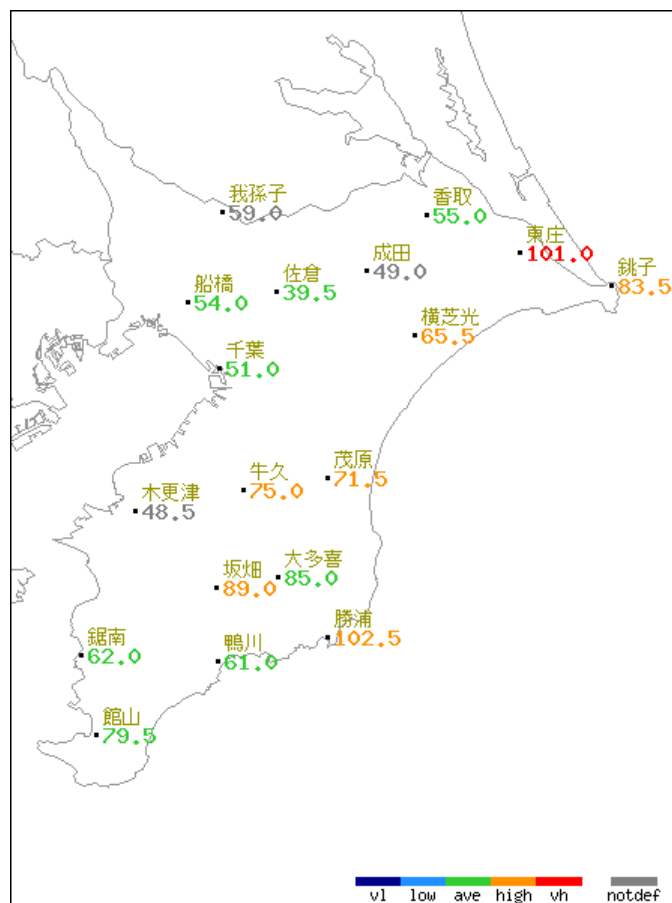 我孫子
59.0
香取
55.0
東庄
101.0
成田
49.0
銚子
83.5
船橋
54.0
佐倉
39.5
横芝光
65.5
千葉
51.0
牛久
75.0
茂原
71.5
木更津
48.5
坂畑
89.0
大多喜
85.0
勝浦
102.5
鋸南
62.0
鴨川
61.0
館山
79.5
vl low ave high vh notdef